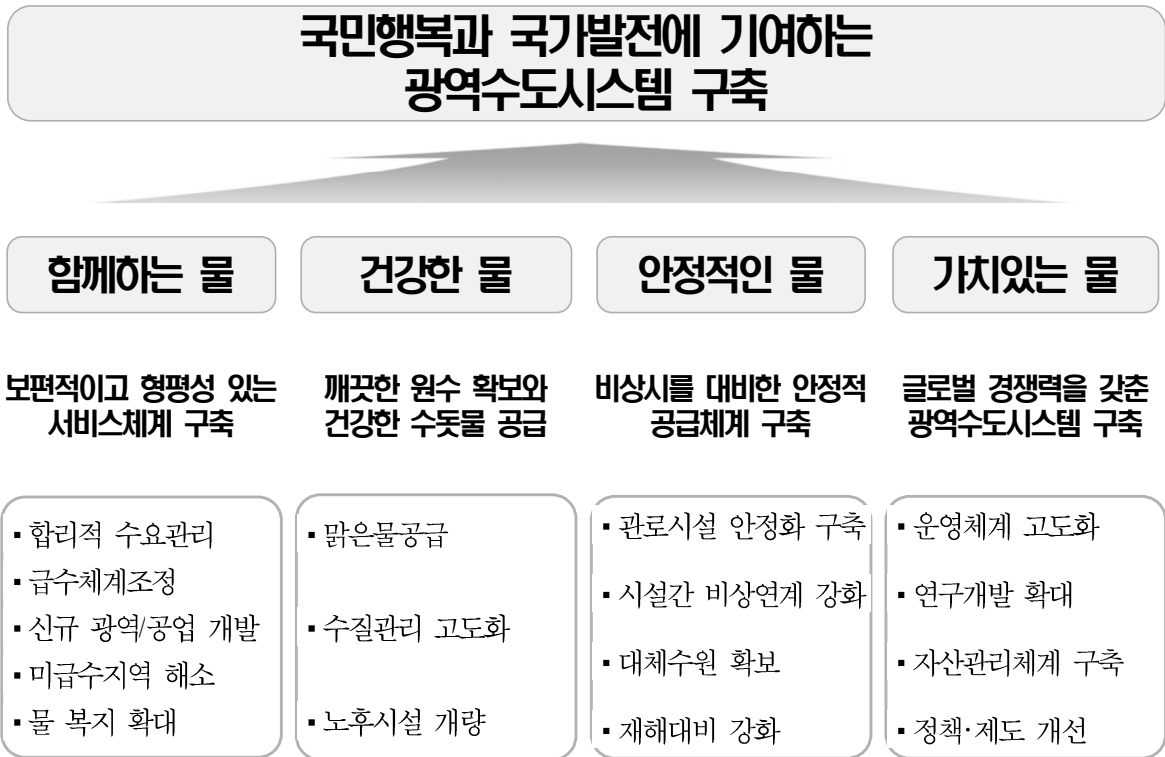 국민행복과 국가발전에 기여하는
광역수도시스템 구축
함께하는 물
건강한 물
안정적인 물
가치있는 물
보편적이고 형평성 있는
서비스체계 구축
깨끗한 원수 확보와
건강한 수돗물 공급
비상시를 대비한 안정적
공급체계 구축
글로벌 경쟁력을 갖춘
광역수도시스템 구축
▪ 합리적 수요관리
▪ 급수체계조정
▪ 신규 광역/공업 개발
▪ 미급수지역 해소
▪ 물 복지 확대
▪ 맑은물공급
▪ 수질관리 고도화
▪ 노후시설 개량
▪ 관로시설 안정화 구축
▪ 시설간 비상연계 강화
▪ 대체수원 확보
▪ 재해대비 강화
▪ 운영체계 고도화
▪ 연구개발 확대
▪ 자산관리체계 구축
▪ 정책·제도 개선